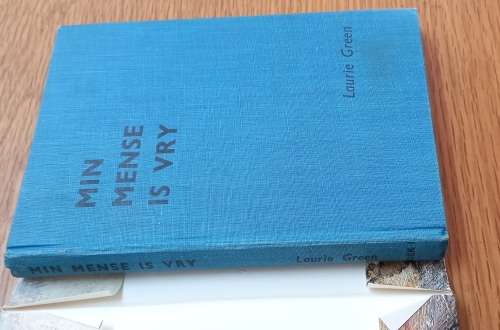 MIN
MENSE
IS VRY
Laurie Green
MIN MENSE IS VRY
Laurie Green